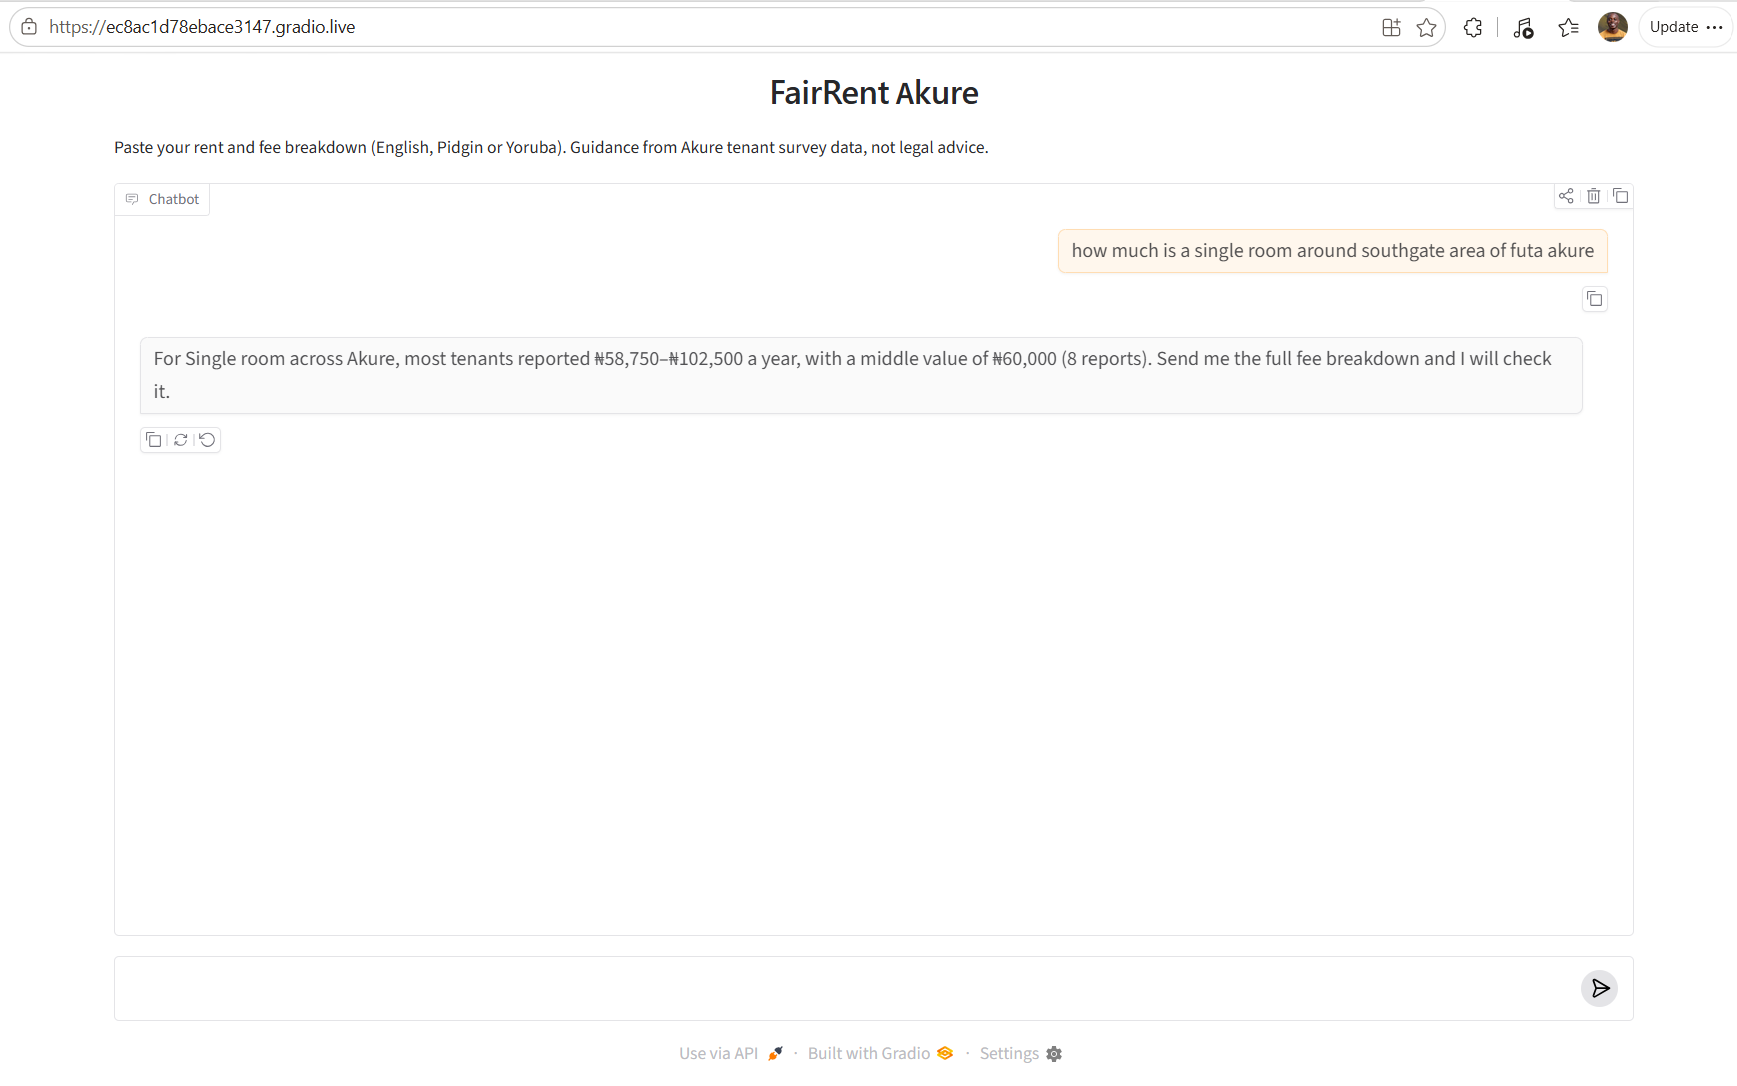 https://ec8ac1d78ebace3147.gradio.live
Update
FairRent Akure
Paste your rent and fee breakdown (English, Pidgin or Yoruba). Guidance from Akure tenant survey data, not legal advice.
Chatbot
how much is a single room around southgate area of futa akure
For Single room across Akure, most tenants reported ₦58,750–₦102,500 a year, with a middle value of ₦60,000 (8 reports). Send me the full fee breakdown and I will check
it.
Use via API · Built with Gradio · Settings